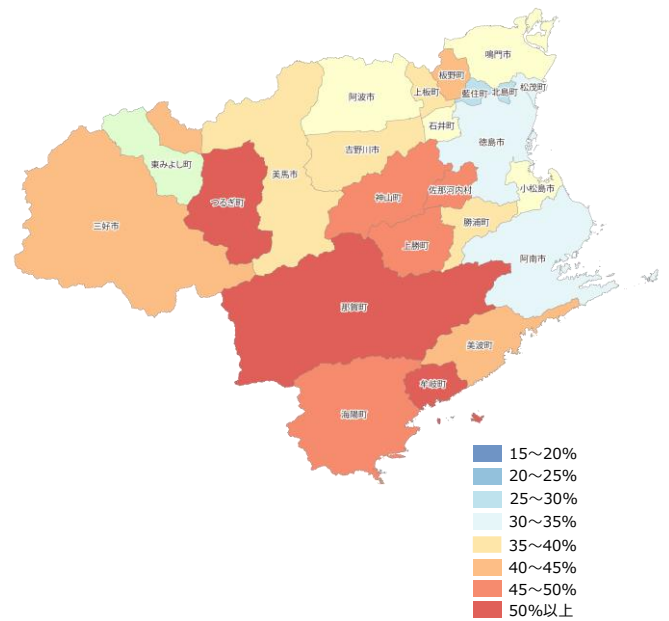 鳴門市
板野町
松茂町
上板町
藍住町
北島町
阿波市
石井町
徳島市
吉野川市
東みよし町
美馬市
佐那河内村
小松島市
神山町
つるぎ町
勝浦町
三好市
上勝町
阿南市
那賀町
美波町
牟岐町
海陽町
15～20%
20～25%
25～30%
30～35%
35～40%
40～45%
45～50%
50%以上